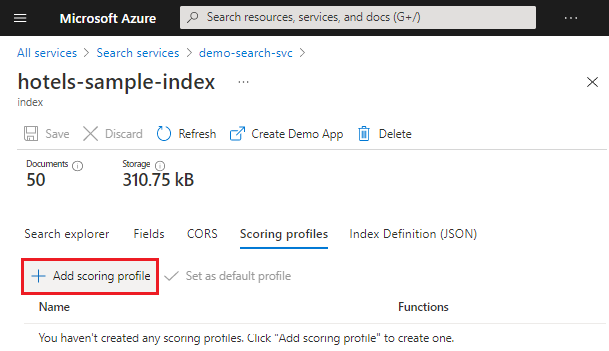 Microsoft Azure
Search resources, services, and docs (G+/)
All services > Search services > demo-search-svc >
hotels-sample-index
index
Save Discard Refresh Create Demo App Delete
Documents Storage
50 310.75 kB
Search explorer Fields CORS Scoring profiles Index Definition (JSON)
+ Add scoring profile Set as default profile
Name Functions
You haven't created any scoring profiles. Click "Add scoring profile" to create one.